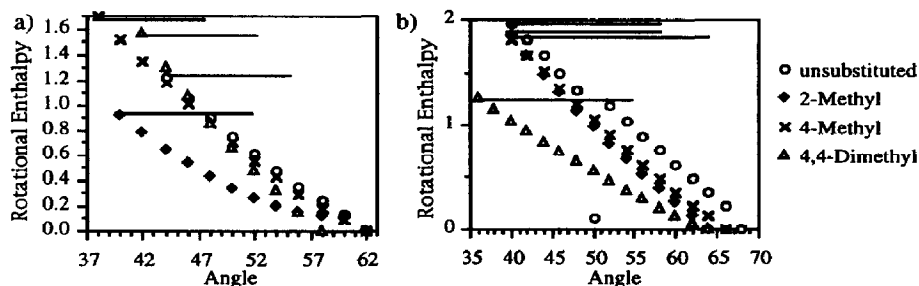 a)
Rotational Enthalpy
1.6
1.4
1.2
1.0
0.8
0.6
0.4
0.2
0.0
37 42 47 52 57 62
Angle
b)
Rotational Enthalpy
2
1
0
35 40 45 50 55 60 65 70
Angle
unsubstituted
2-Methyl
4-Methyl
4,4-Dimethyl